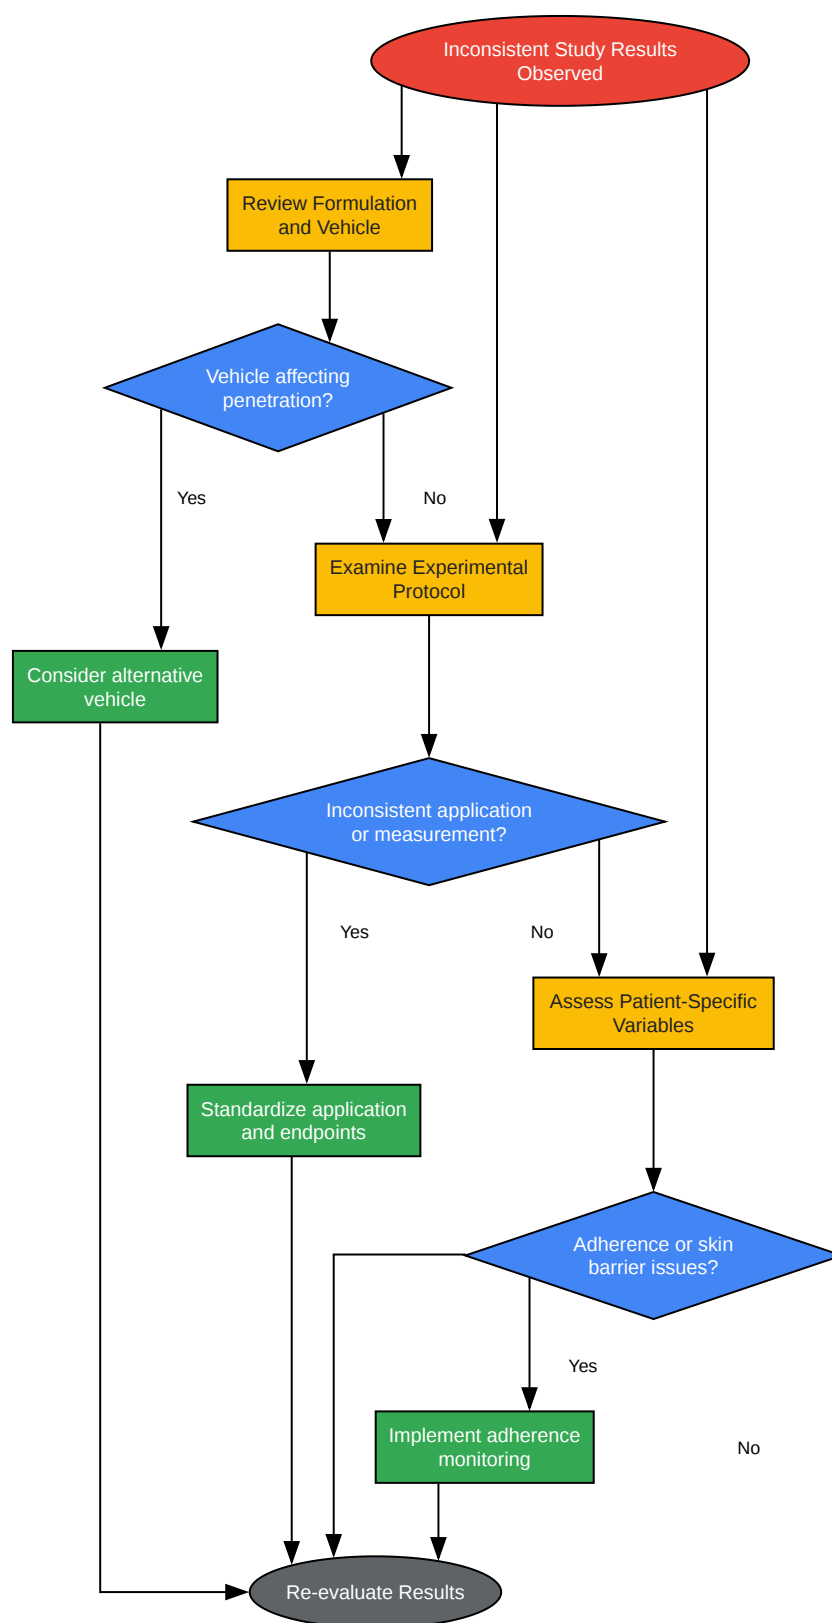 Inconsistent Study Results
Observed
Review Formulation
and Vehicle
Vehicle affecting
penetration?
Yes
No
Examine Experimental
Protocol
Consider alternative
vehicle
Inconsistent application
or measurement?
Yes
No
Assess Patient-Specific
Variables
Standardize application
and endpoints
Adherence or skin
barrier issues?
Yes
Implement adherence
monitoring
No
Re-evaluate Results